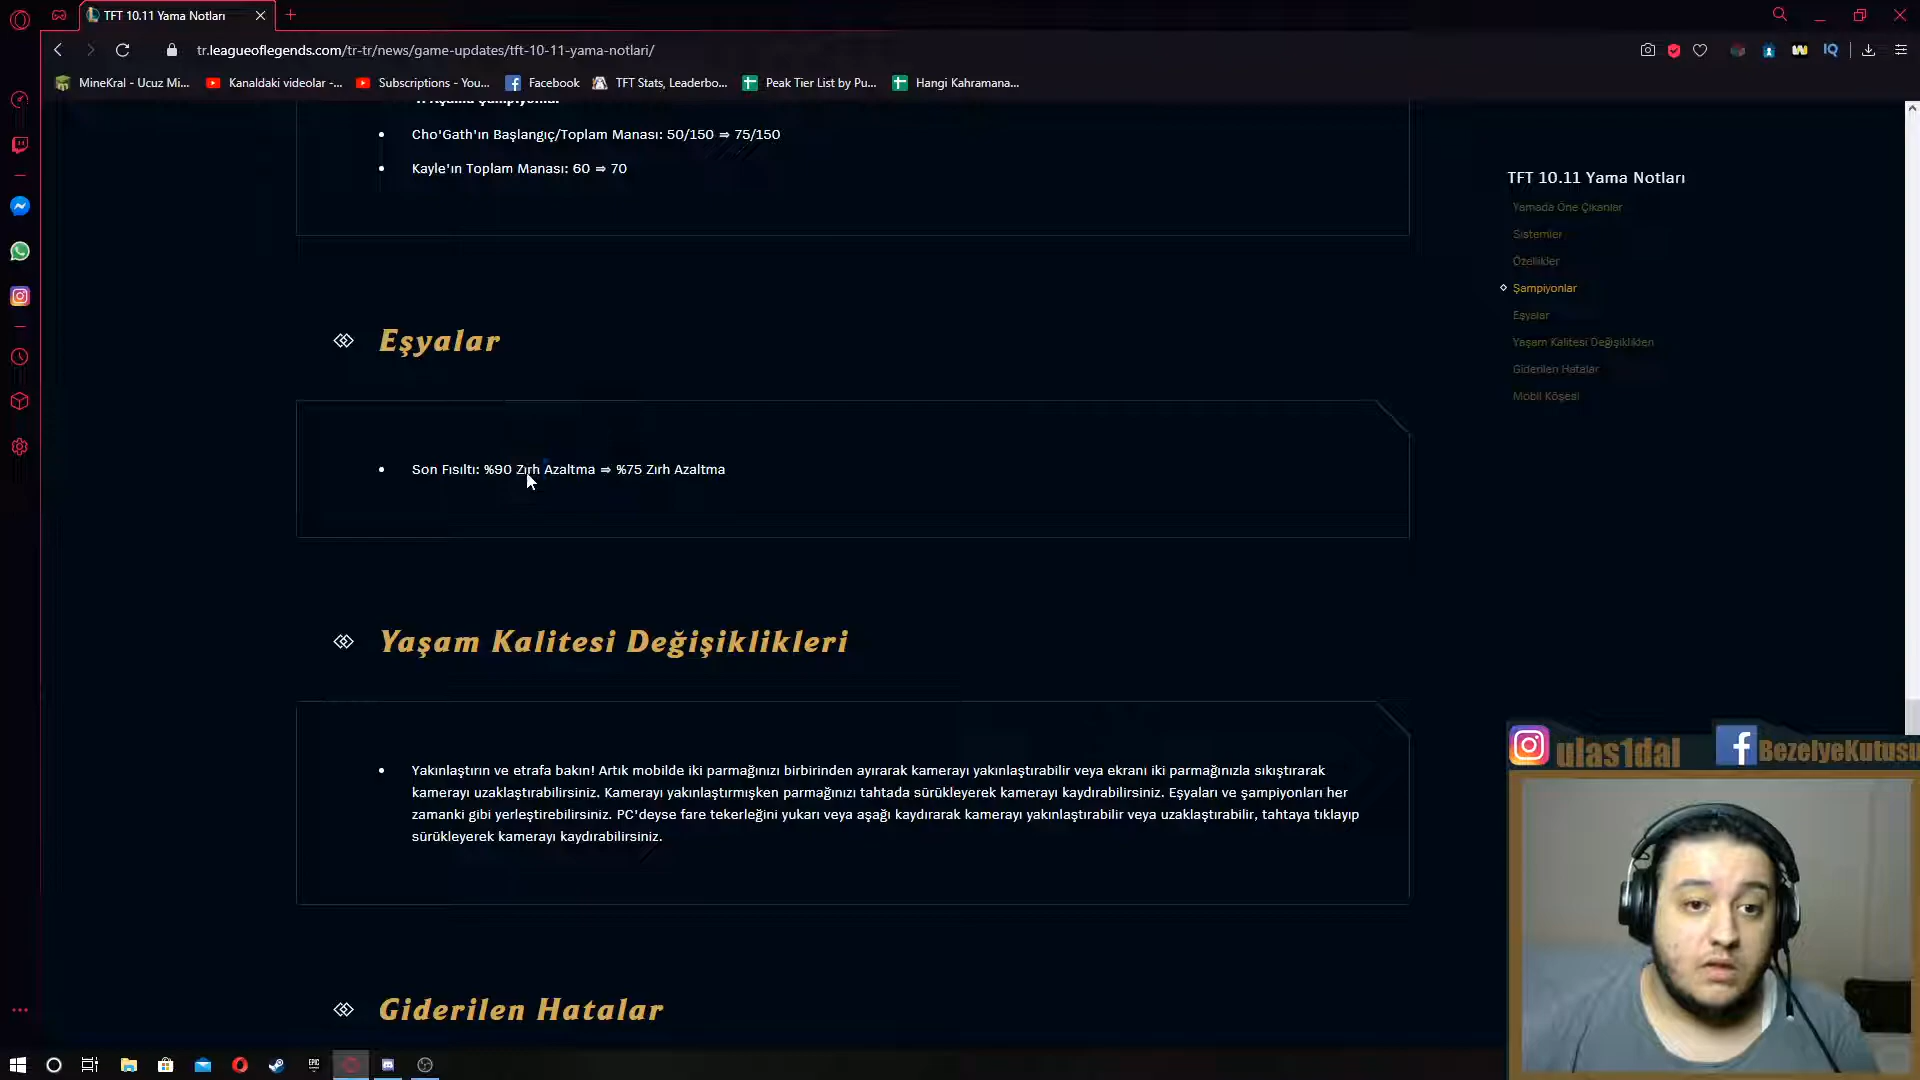 TFT 10.11 Yama Notları
tr.leagueoflegends.com/tr-tr/news/game-updates/tft-10-11-yama-notlari/
MineKral - Ucuz Mi...
Kanaldaki videolar -...
Subscriptions - You...
Facebook
TFT Stats, Leaderbo...
Peak Tier List by Pu...
Hangi Kahramana...
Cho'Gath'ın Başlangıç/Toplam Manası: 50/150 ⇒ 75/150
Kayle'ın Toplam Manası: 60 ⇒ 70
Eşyalar
Son Fısıltı: %90 Zırh Azaltma ⇒ %75 Zırh Azaltma
Yaşam Kalitesi Değişiklikleri
Yakınlaştırın ve etrafa bakın! Artık mobilde iki parmağınızı birbirinden ayırarak kamerayı yakınlaştırabilir veya ekranı iki parmağınızla sıkıştırarak
kamerayı uzaklaştırabilirsiniz. Kamerayı yakınlaştırmışken parmağınızı tahtada sürükleyerek kamerayı kaydırabilirsiniz. Eşyaları ve şampiyonları her
zamanki gibi yerleştirebilirsiniz. PC'deyse fare tekerleğini yukarı veya aşağı kaydırarak kamerayı yakınlaştırabilir veya uzaklaştırabilir, tahtaya tıklayıp
sürükleyerek kamerayı kaydırabilirsiniz.
Giderilen Hatalar
TFT 10.11 Yama Notları
Yamada Öne Çıkanlar
Sistemler
Özellikler
Şampiyonlar
Eşyalar
Yaşam Kalitesi Değişiklikleri
Giderilen Hatalar
Mobil Köşesi
ulas1dal
BezelyeKutusu
IQ
EPIC